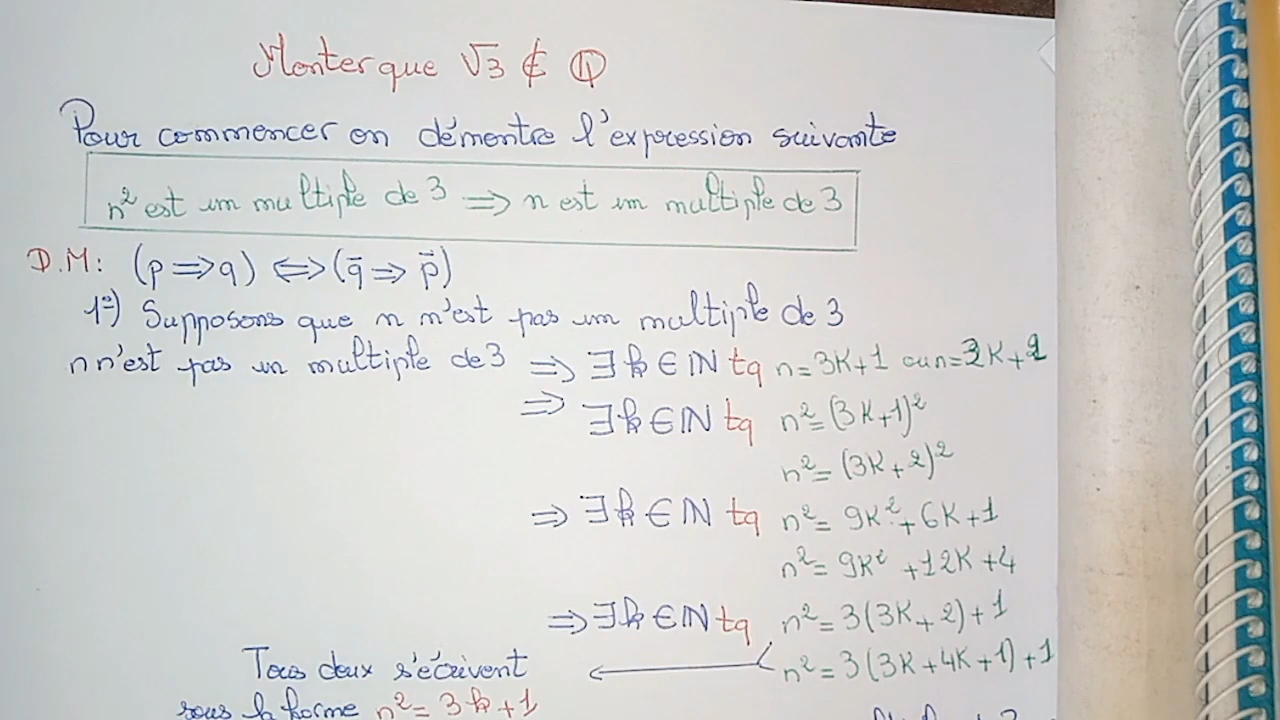 Monter que √3 ∉ ℚ
Pour commencer on démontre l'expression suivante
n² est un multiple de 3 ⟹ n est un multiple de 3
D.M: (p ⟹ q) ⟺ (q̄ ⟹ p̄)
1°) Supposons que n n'est pas un multiple de 3
n n'est pas un multiple de 3 ⟹ ∃ k ∈ ℕ tq n = 3K+1 ou n = 3K+2
⟹ ∃ k ∈ ℕ tq n² = (3K+1)²
n² = (3K+2)²
⟹ ∃ k ∈ ℕ tq n² = 9K² + 6K + 1
n² = 9K² + 12K + 4
⟹ ∃ k ∈ ℕ tq n² = 3(3K+2)+1
Tous deux s'écrivent ⟵ n² = 3(3K+4K+1)+1
sous la forme n² = 3k+1